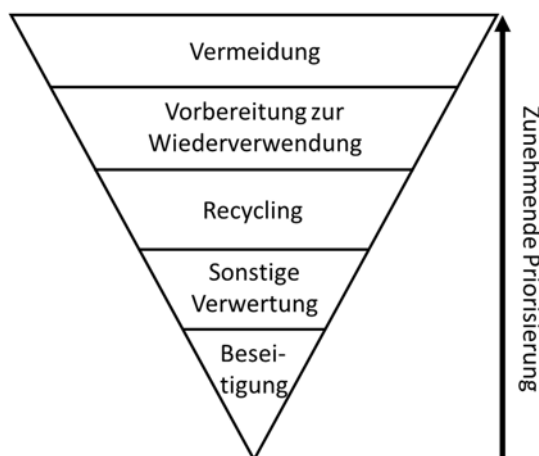 Vermeidung
Vorbereitung zur
Wiederverwendung
Recycling
Sonstige
Verwertung
Besei-
tigung
Zunehmende Priorisierung